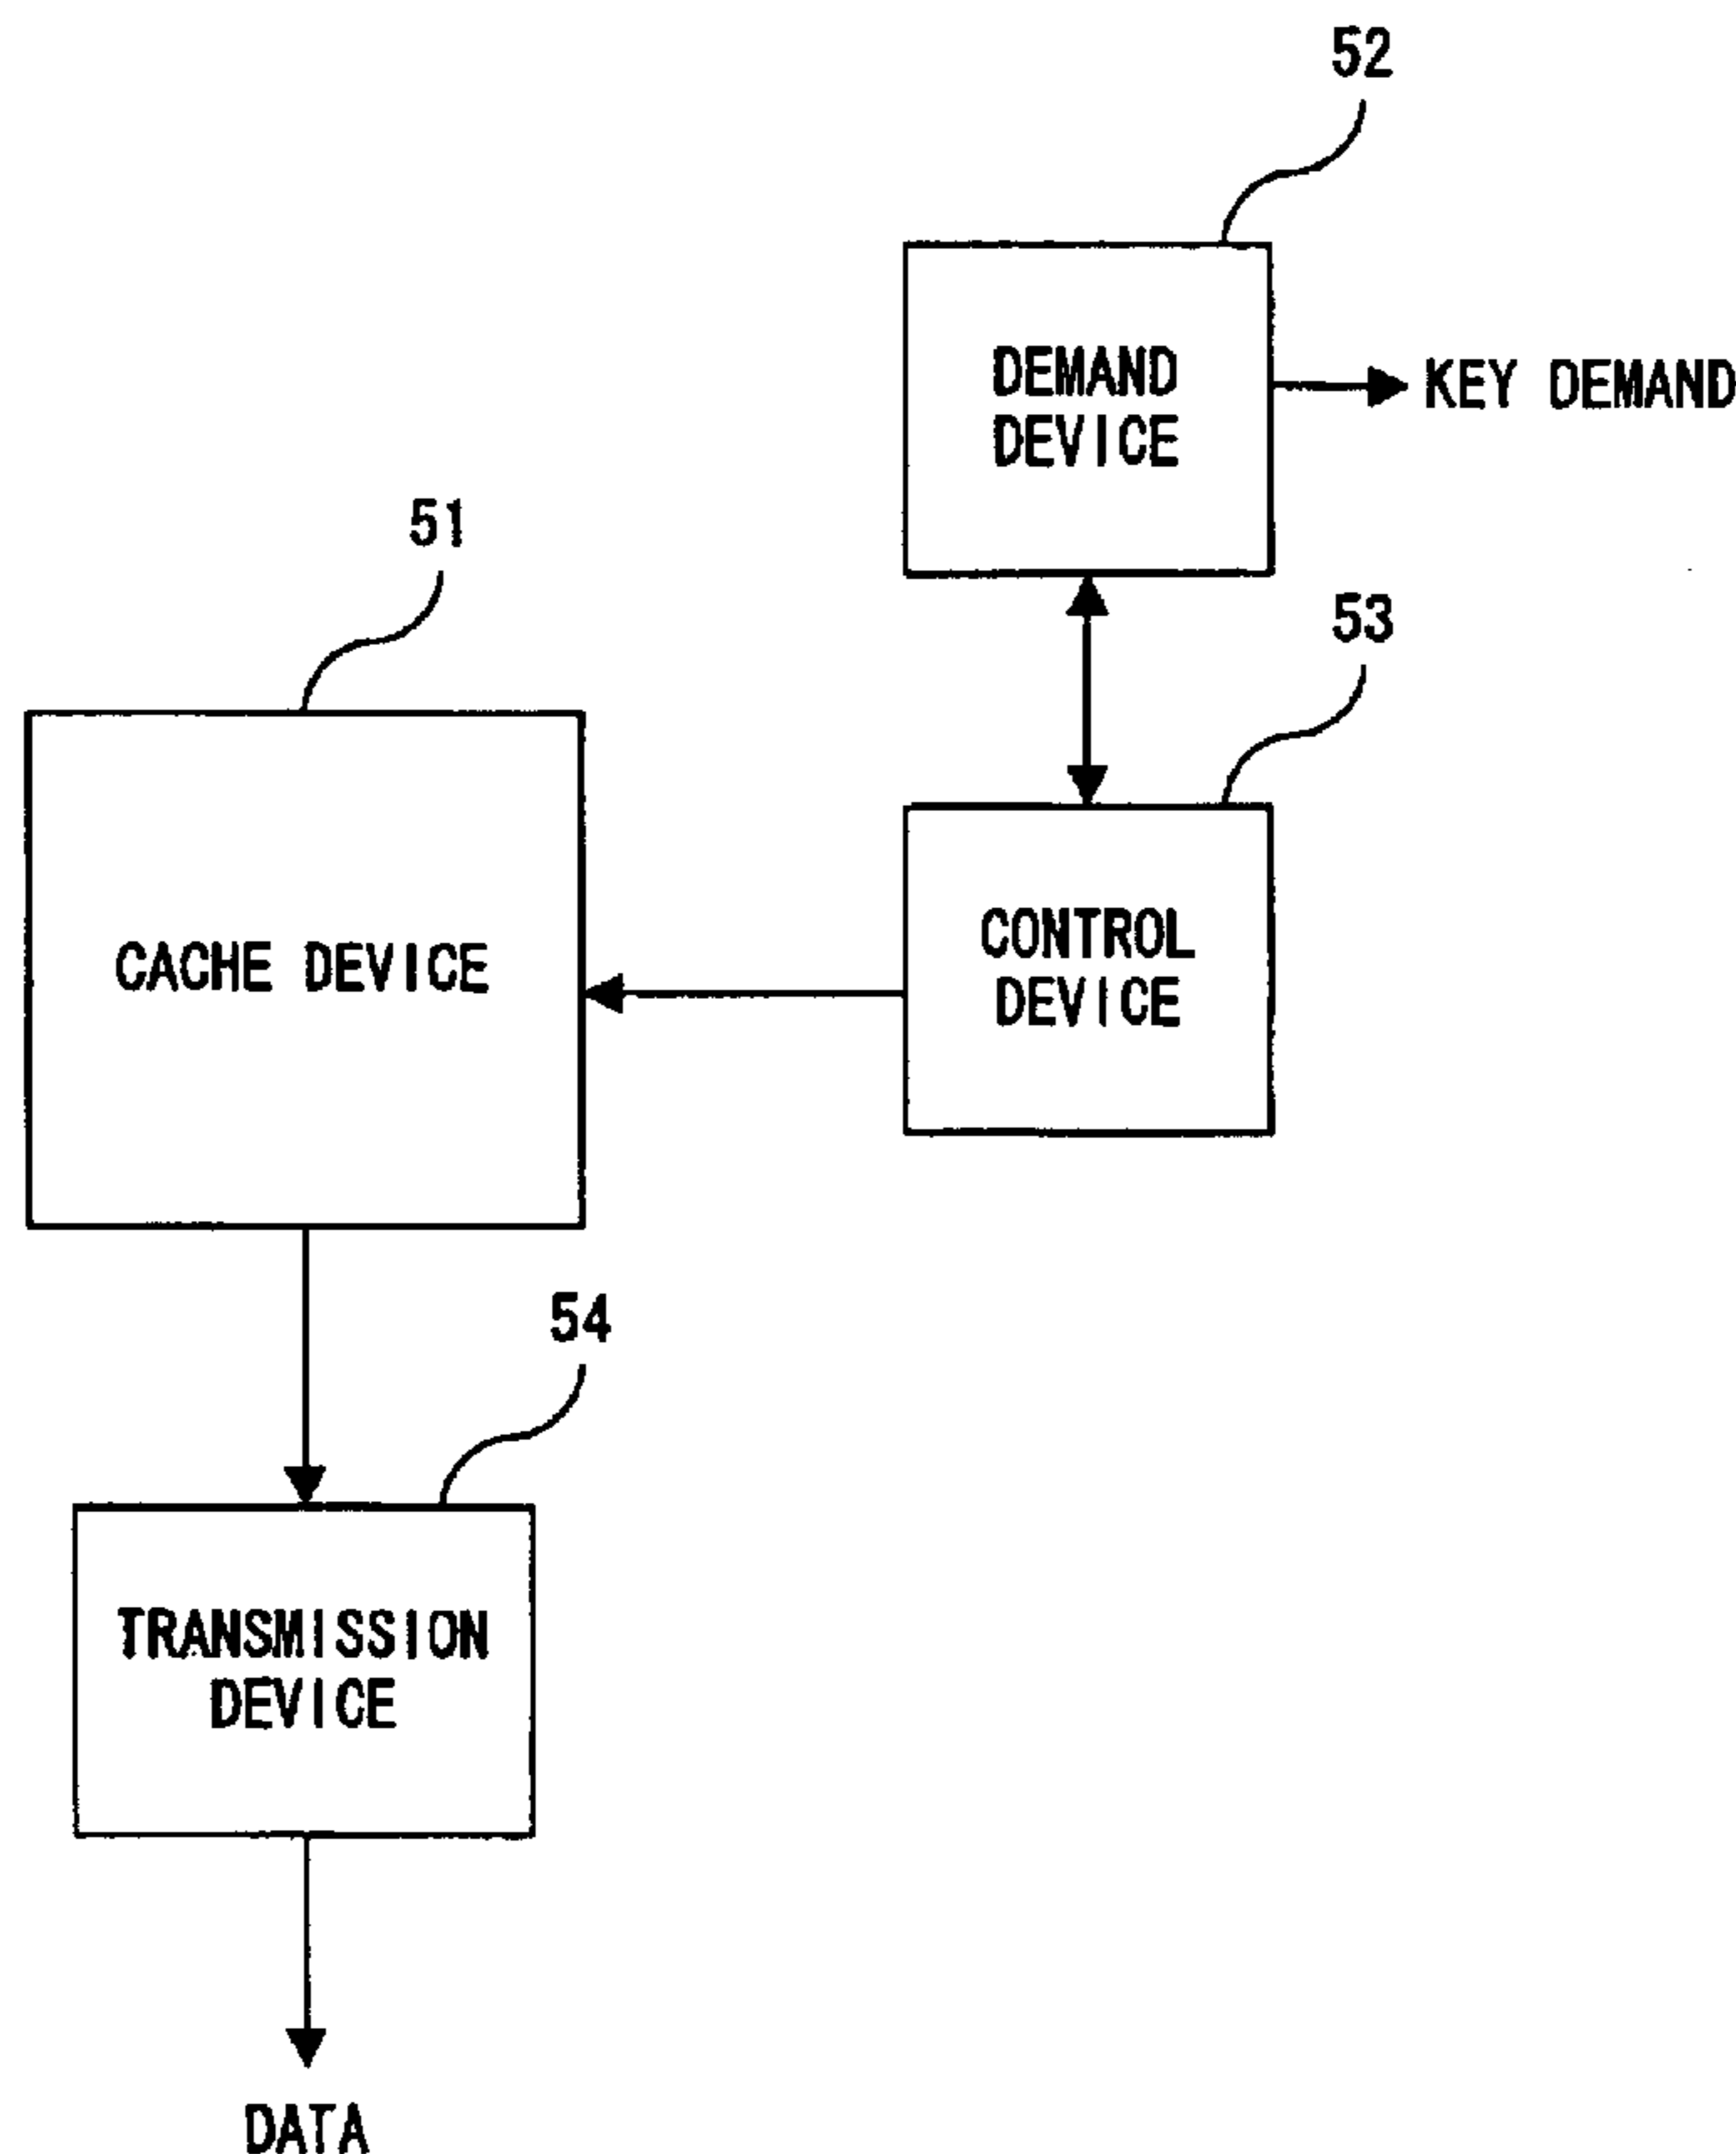 52
DEMAND
DEVICE
KEY DEMAND
51
53
CACHE DEVICE
CONTROL
DEVICE
54
TRANSMISSION
DEVICE
DATA